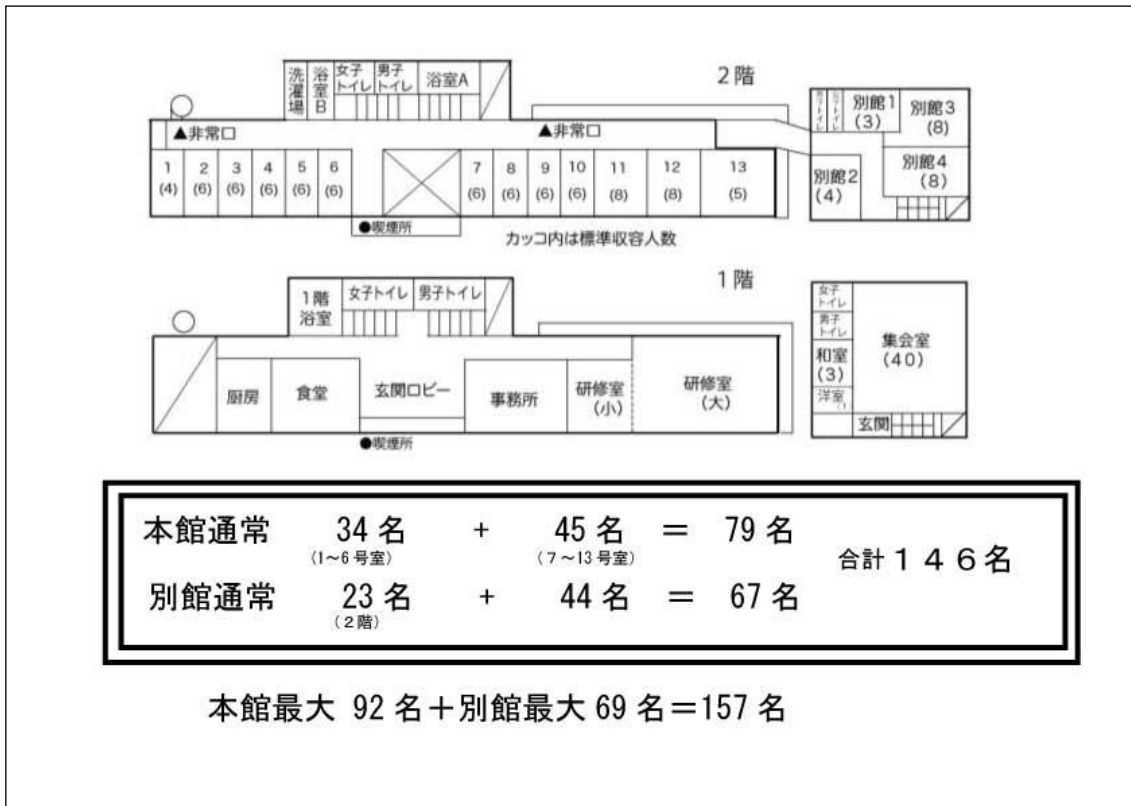 2階
洗濯場 浴室B 女子トイレ 男子トイレ 浴室A
▲非常口 ▲非常口
1 2 3 4 5 6 7 8 9 10 11 12 13
(4) (6) (6) (6) (6) (6) (6) (6) (6) (6) (8) (8) (5)
女子トイレ 別館1 (3) 別館3 (8)
別館2 (4) 別館4 (8)
●喫煙所
カッコ内は標準収容人数
1階
1階浴室 女子トイレ 男子トイレ
厨房 食堂 玄関ロビー 事務所 研修室(小) 研修室(大)
●喫煙所
女子トイレ
男子トイレ
和室 (3)
洋室
集会室 (40)
玄関
本館通常 34名 + 45名 = 79名
(1~6号室) (7~13号室)
合計146名
別館通常 23名 + 44名 = 67名
(2階)
本館最大 92名+別館最大69名=157名